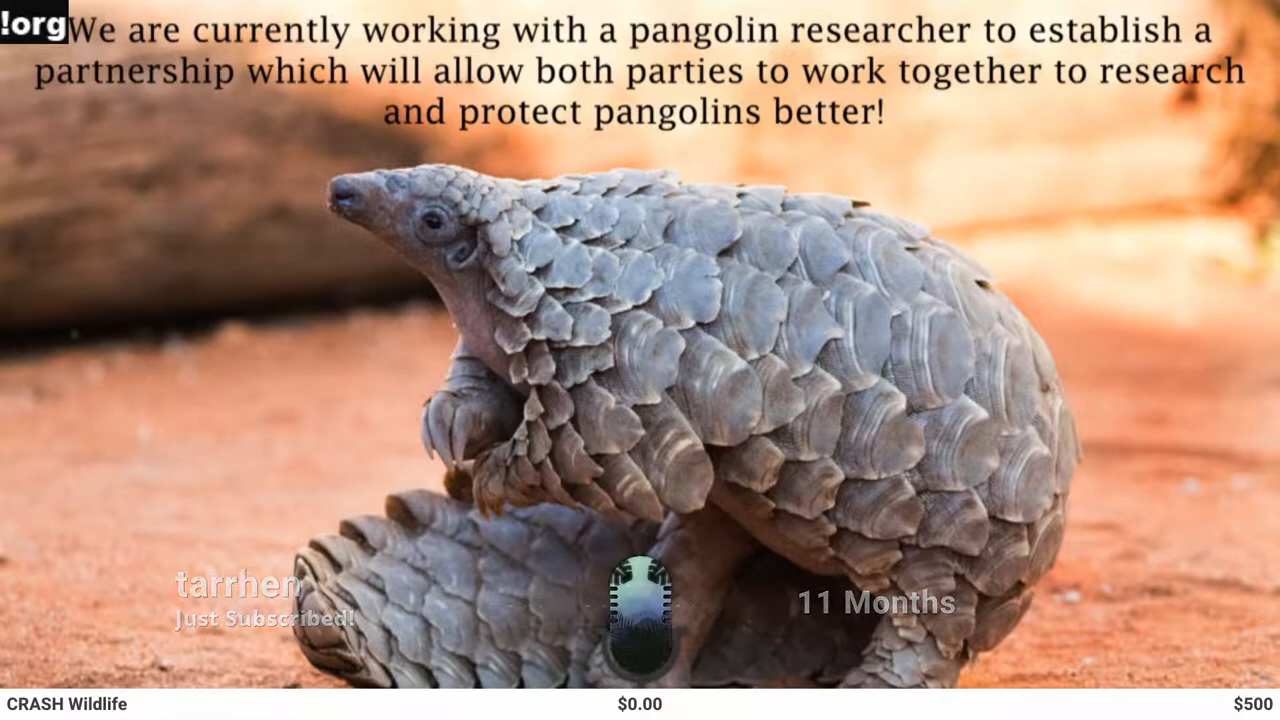 !org
We are currently working with a pangolin researcher to establish a
partnership which will allow both parties to work together to research
and protect pangolins better!
tarrhen
Just Subscribed!
11 Months
CRASH Wildlife
$0.00
$500